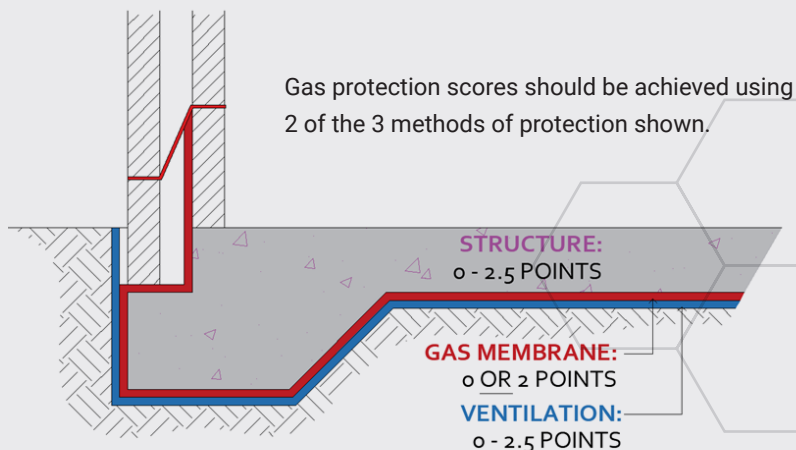 Gas protection scores should be achieved using
2 of the 3 methods of protection shown.
STRUCTURE:
0 - 2.5 POINTS
GAS MEMBRANE:
0 OR 2 POINTS
VENTILATION:
0 - 2.5 POINTS